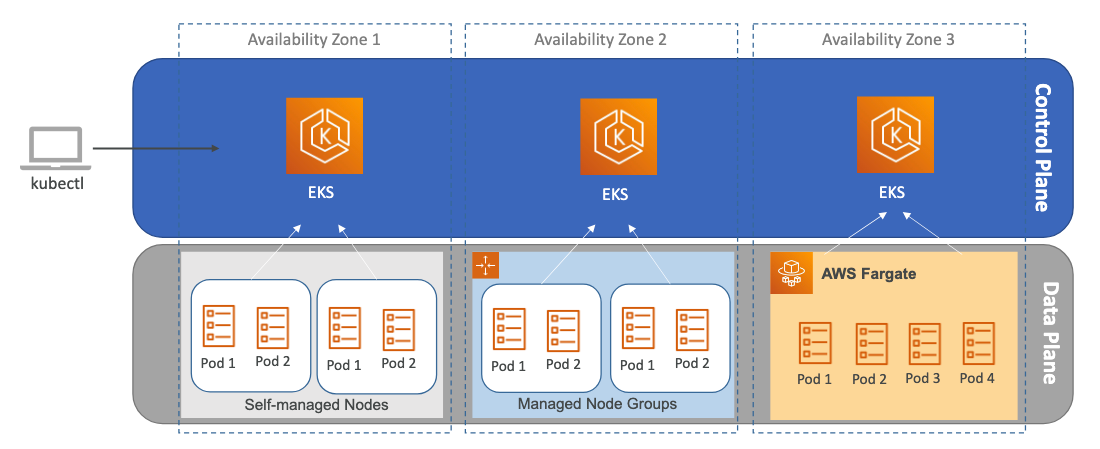 Availability Zone 1
Availability Zone 2
Availability Zone 3
Control Plane
kubectl
K
EKS
K
EKS
K
EKS
Data Plane
Pod 1
Pod 2
Pod 1
Pod 2
Self-managed Nodes
Pod 1
Pod 2
Pod 1
Pod 2
Managed Node Groups
AWS Fargate
Pod 1
Pod 2
Pod 3
Pod 4